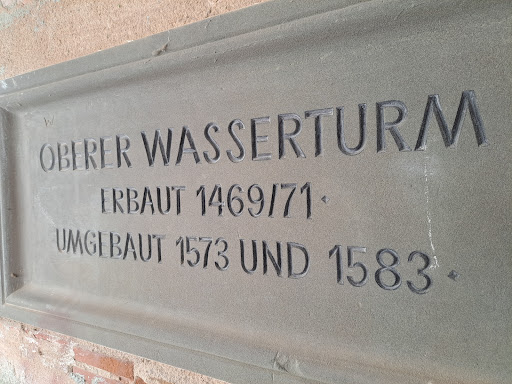 OBERER WASSERTURM
ERBAUT 1469/71·
UMGEBAUT 1573 UND 1583·